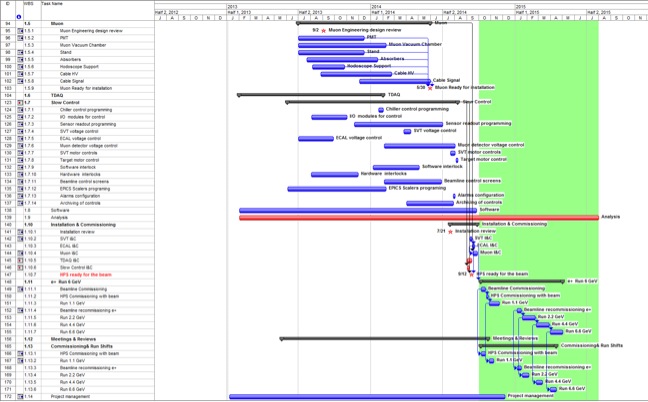 ID WBS Task Name
2013 2014 2015
Half 2, 2012 Half 1, 2013 Half 2, 2013 Half 1, 2014 Half 2, 2014 Half 1, 2015 Half 2, 2015
J A S O N D J F M A M J J A S O N D J F M A M J J A S O N D J F M A M J J A S O N D
94 1.5 Muon Muon
95 1.5.1 Muon Engineering design review 9/2 Muon Engineering design review
96 1.5.2 PMT PMT
97 1.5.3 Muon Vacuum Chamber Muon Vacuum Chamber
98 1.5.4 Stand Stand
99 1.5.5 Absorbers Absorbers
100 1.5.6 Hodoscope Support Hodoscope Support
101 1.5.7 Cable HV Cable HV
102 1.5.8 Cable Signal Cable Signal
103 1.5.9 Muon Ready for Installation 5/30 Muon Ready for Installation
104 1.6 TDAQ TDAQ
123 1.7 Slow Control Slow Control
124 1.7.1 Chiller control programming Chiller control programming
125 1.7.2 I/O modules for control I/O modules for control
126 1.7.3 Sensor readout programming Sensor readout programming
127 1.7.4 SVT voltage control SVT voltage control
128 1.7.5 ECAL voltage control ECAL voltage control
129 1.7.6 Muon detector voltage control Muon detector voltage control
130 1.7.7 SVT motor controls SVT motor controls
131 1.7.8 Target motor control Target motor control
132 1.7.9 Software interlock Software interlock
133 1.7.10 Hardware interlocks Hardware interlocks
134 1.7.11 Beamline control screens Beamline control screens
135 1.7.12 EPICS Scalers programing EPICS Scalers programing
136 1.7.13 Alarms configuration Alarms configuration
137 1.7.14 Archiving of controls Archiving of controls
138 1.8 Software Software
139 1.9 Analysis Analysis
140 1.10 Installation & Commissioning Installation & Commissioning
141 1.10.1 Installation review 7/21 Installation review
142 1.10.2 SVT I&C SVT I&C
143 1.10.3 ECAL I&C ECAL I&C
144 1.10.4 Muon I&C Muon I&C
145 1.10.5 TDAQ I&C
146 1.10.6 Slow Control I&C
147 1.10.7 HPS ready for the beam 9/12 HPS ready for the beam
148 1.11 e- Run 6 GeV e- Run 6 GeV
149 1.11.1 Beamline Commissioning Beamline Commissioning
150 1.11.2 HPS Commissioning with beam HPS Commissioning with beam
151 1.11.3 Run 1.1 GeV Run 1.1 GeV
152 1.11.4 Beamline recommissioning e- Beamline recommissioning e-
153 1.11.5 Run 2.2 GeV Run 2.2 GeV
154 1.11.6 Run 4.4 GeV Run 4.4 GeV
155 1.11.7 Run 6.6 GeV Run 6.6 GeV
156 1.12 Meetings & Reviews Meetings & Reviews
165 1.13 Commissioning& Run Shifts Commissioning& Run Shifts
166 1.13.1 HPS Commissioning with beam HPS Commissioning with beam
167 1.13.2 Run 1.1 GeV Run 1.1 GeV
168 1.13.3 Beamline recommissioning e- Beamline recommissioning e-
169 1.13.4 Run 2.2 GeV Run 2.2 GeV
170 1.13.5 Run 4.4 GeV Run 4.4 GeV
171 1.13.6 Run 6.6 GeV Run 6.6 GeV
172 1.14 Project management Project management